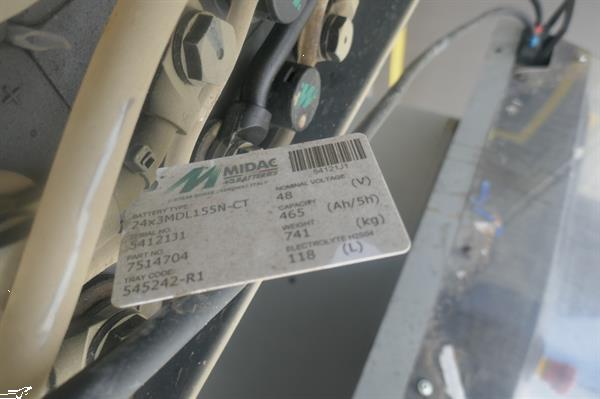 MIDAC
BATTERIES
54121J1
BATTERY TYPE
24x3MDL155N-CT
SERIAL NO.
5412131
PART NO
7514704
TRAY CODE:
545242-R1
NOMINAL VOLTAGE
48 (V)
CAPACITY
465 (Ah/5h)
WEIGHT
741 (kg)
ELECTROLYTE H2SO4
118 (L)